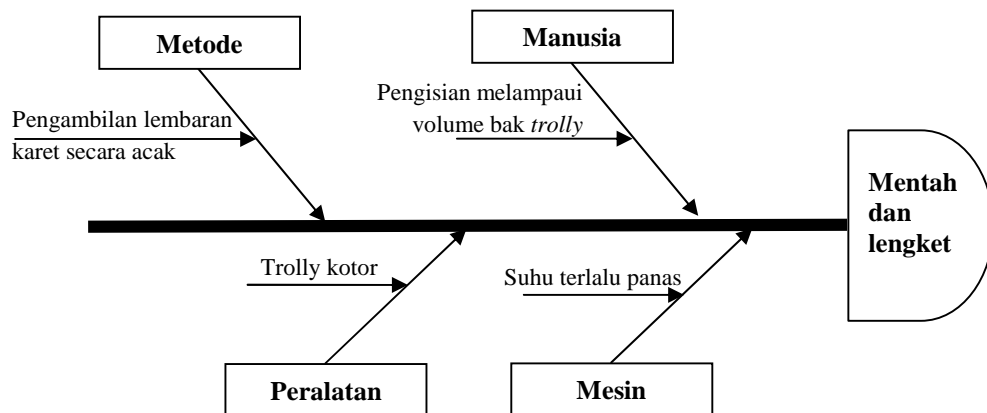 Metode
Manusia
Pengambilan lembaran
karet secara acak
Pengisian melampaui
volume bak trolly
Mentah
dan
lengket
Trolly kotor
Suhu terlalu panas
Peralatan
Mesin